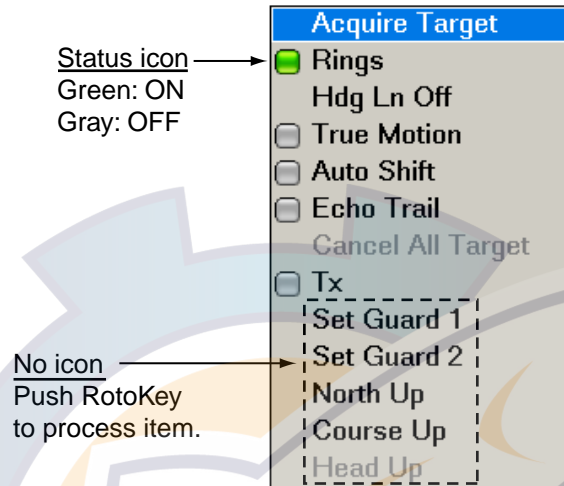 Acquire Target
Status icon
Green: ON
Gray: OFF
Rings
Hdg Ln Off
True Motion
Auto Shift
Echo Trail
Cancel All Target
Tx
No icon
Push RotoKey
to process item.
Set Guard 1
Set Guard 2
North Up
Course Up
Head Up